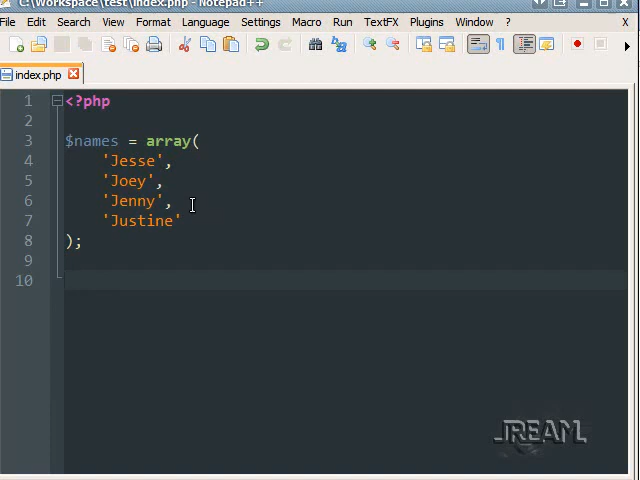 C:\Workspace\test\index.php - Notepad++
File Edit Search View Format Language Settings Macro Run TextFX Plugins Window ? X
index.php
1 <?php
2
3 $names = array(
4 'Jesse',
5 'Joey',
6 'Jenny',
7 'Justine'
8 );
9
10
JREAM